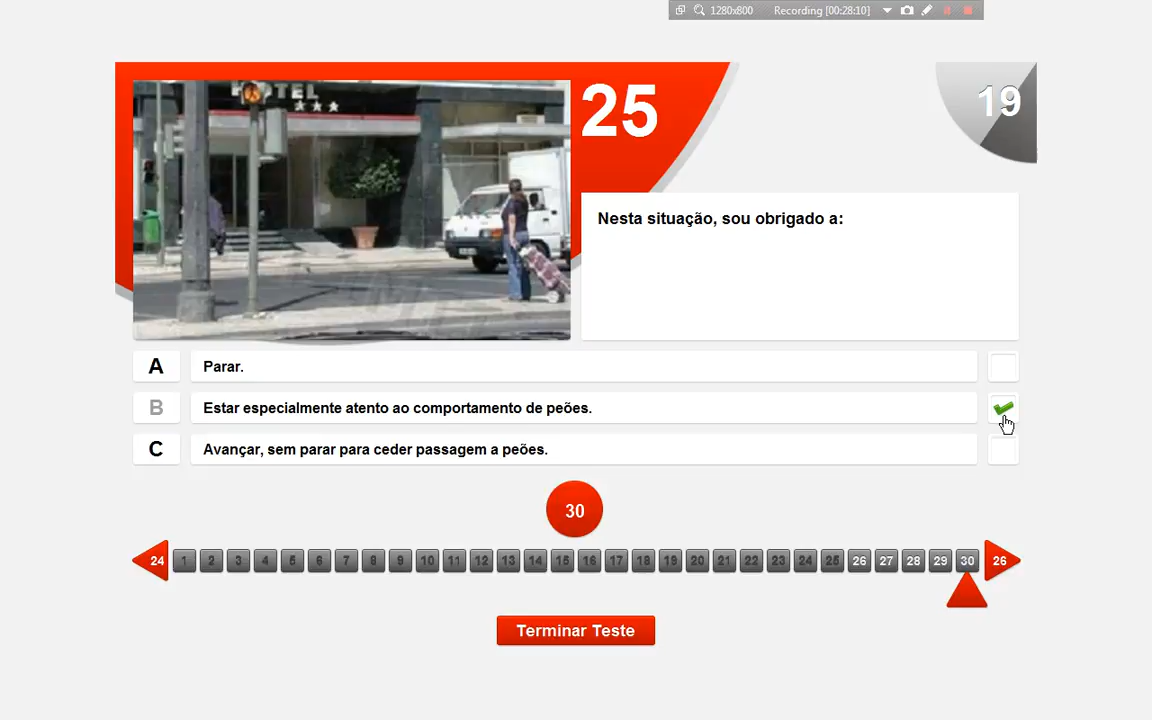 1280x800 Recording [00:28:10]
HOTEL
25
19
Nesta situação, sou obrigado a:
A Parar.
B Estar especialmente atento ao comportamento de peões.
C Avançar, sem parar para ceder passagem a peões.
30
24 1 2 3 4 5 6 7 8 9 10 11 12 13 14 15 16 17 18 19 20 21 22 23 24 25 26 27 28 29 30 26
Terminar Teste